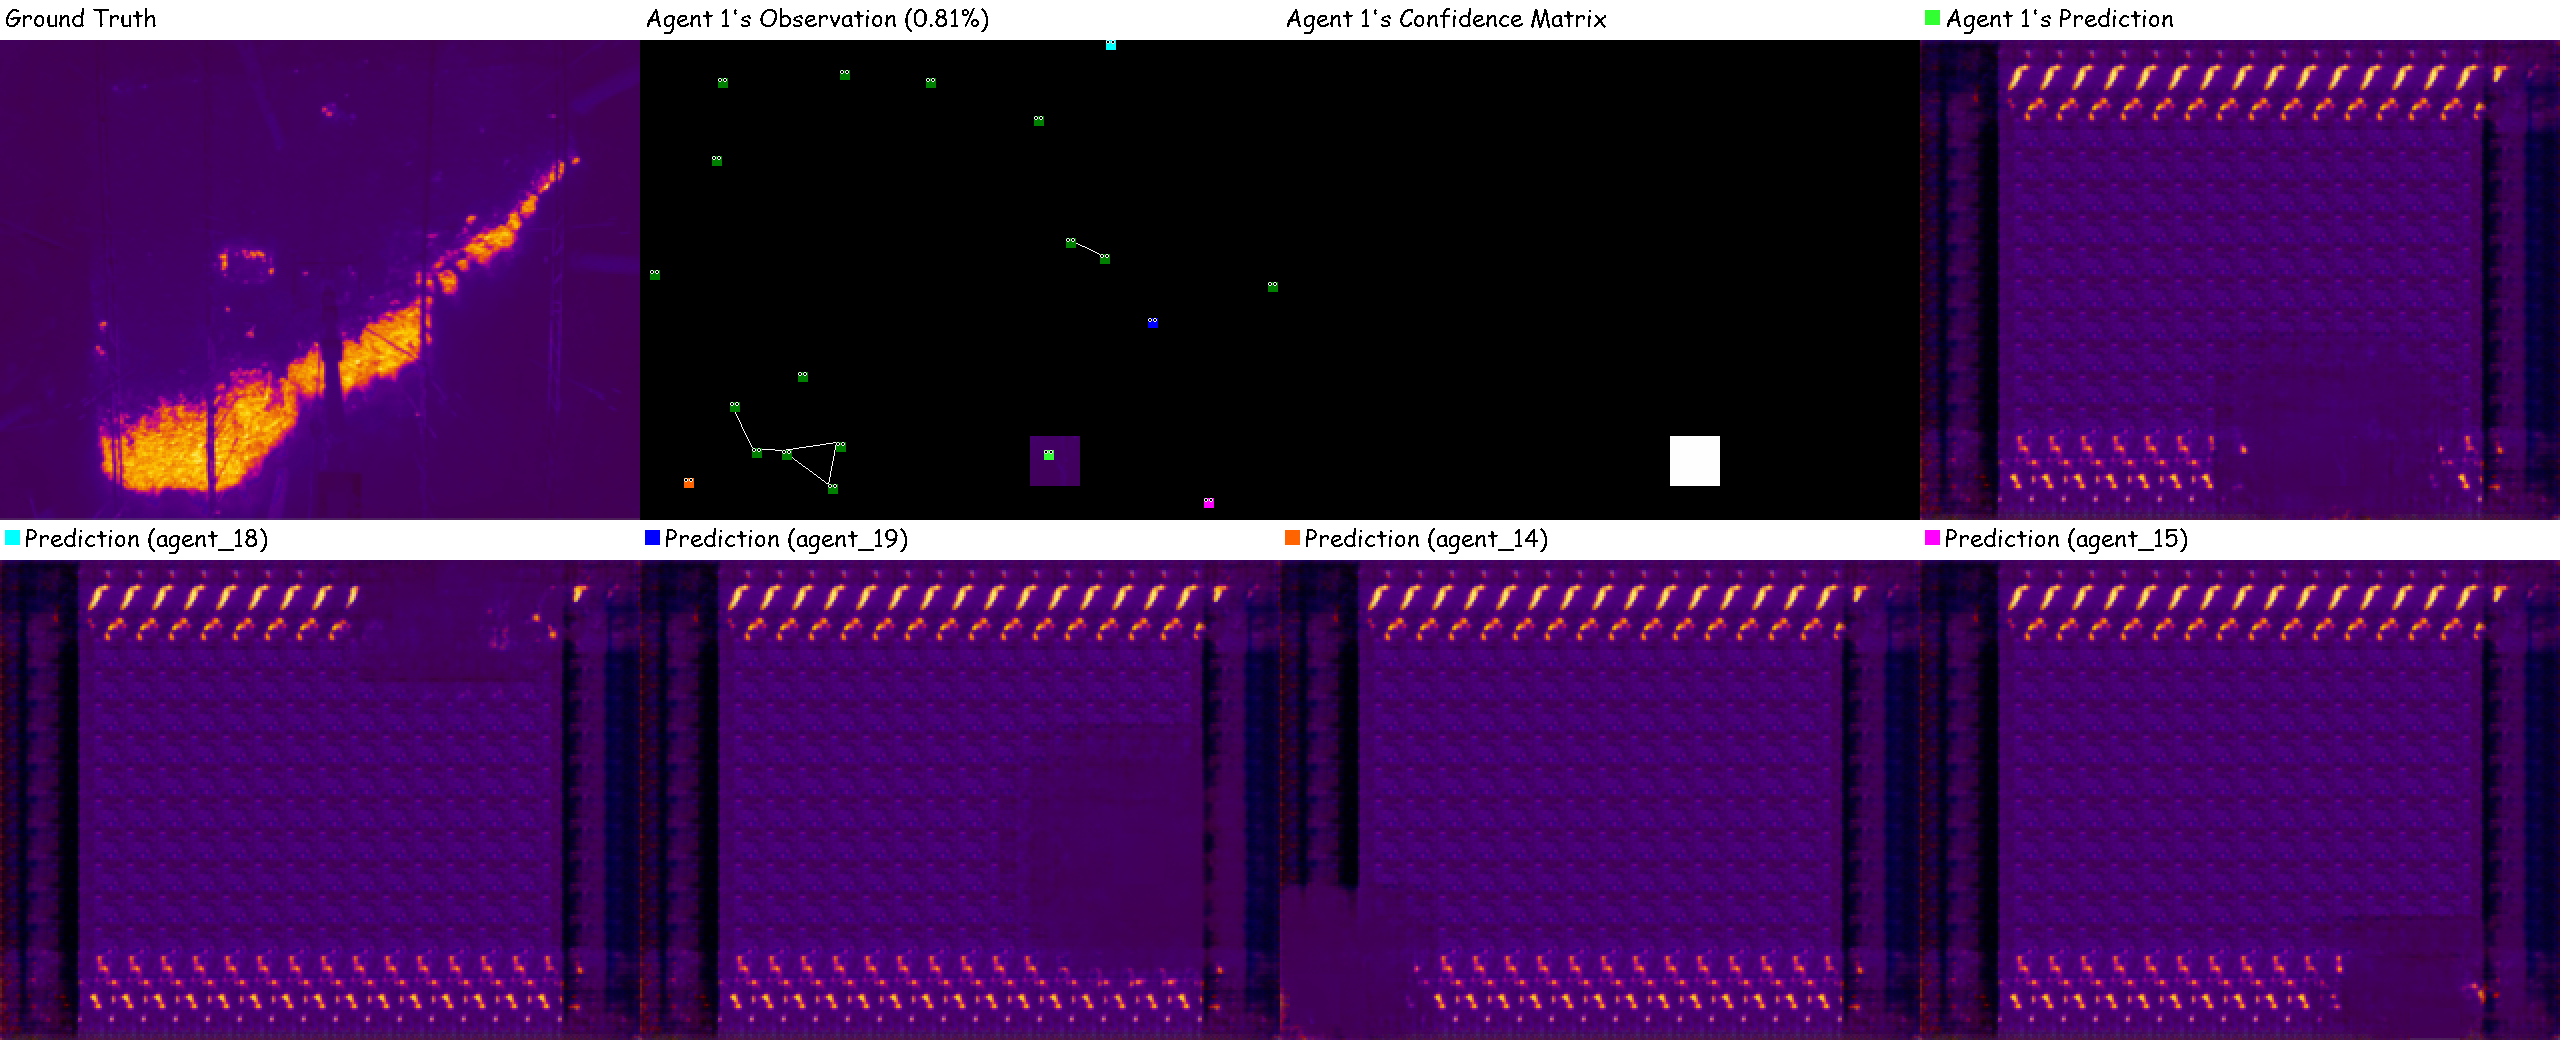 Ground Truth
Agent 1's Observation (0.81%)
Agent 1's Confidence Matrix
Agent 1's Prediction
Prediction (agent_18)
Prediction (agent_19)
Prediction (agent_14)
Prediction (agent_15)